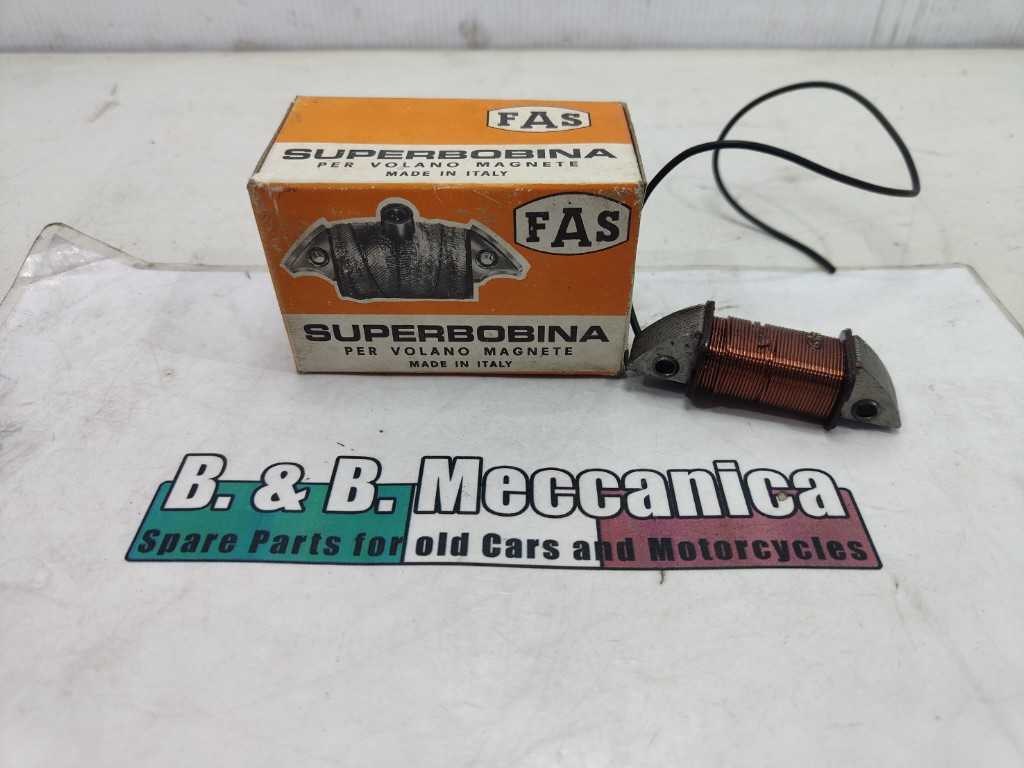 FAS
SUPERBOBINA
PER VOLANO MAGNETE
MADE IN ITALY
FAS
SUPERBOBINA
PER VOLANO MAGNETE
MADE IN ITALY
B. & B. Meccanica
Spare Parts for old Cars and Motorcycles